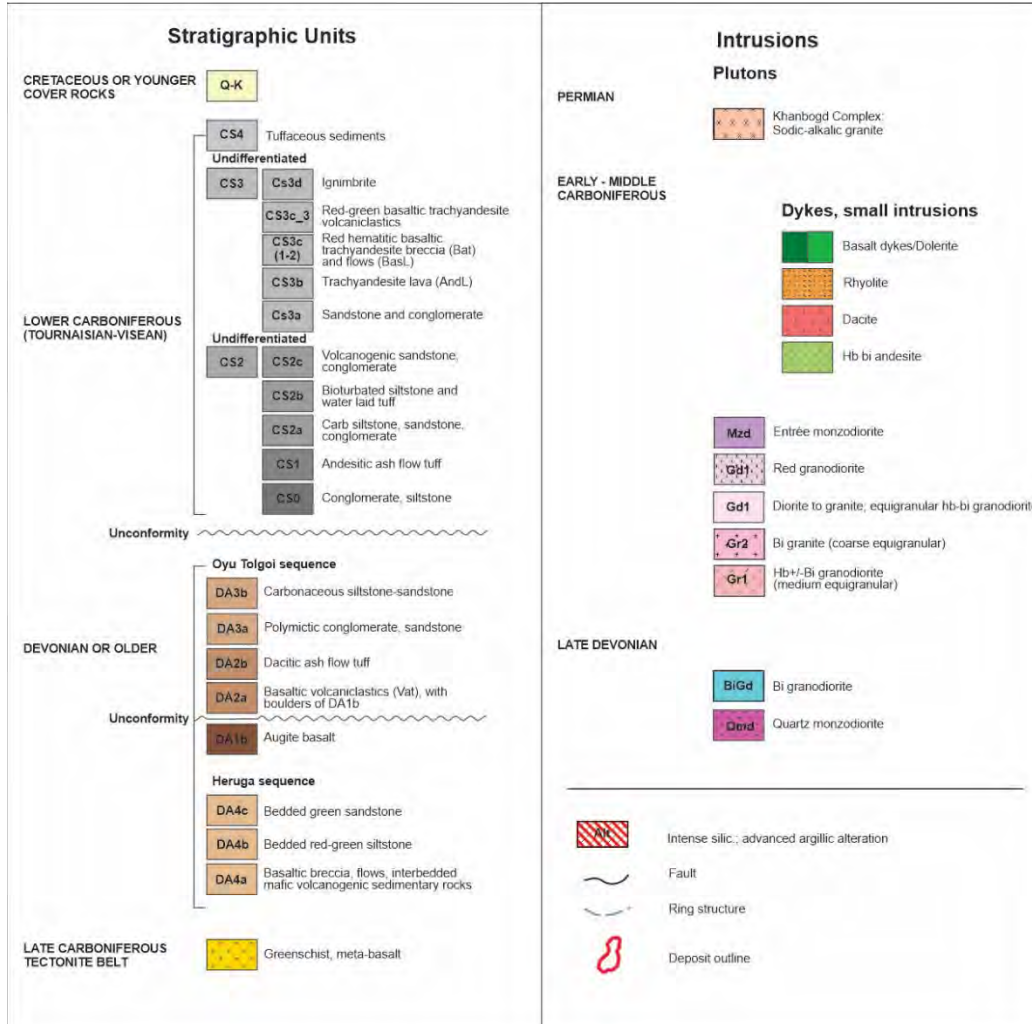 Stratigraphic Units
CRETACEOUS OR YOUNGER
COVER ROCKS
Q-K
CS4
Tuffaceous sediments
Undifferentiated
CS3
Cs3d
Ignimbrite
CS3c_3
Red-green basaltic trachyandesite
volcaniclastics
CS3c
(1-2)
Red hematitic basaltic
trachyandesite breccia (Bat)
and flows (BasL)
CS3b
Trachyandesite lava (AndL)
Cs3a
Sandstone and conglomerate
LOWER CARBONIFEROUS
(TOURNAISIAN-VISEAN)
Undifferentiated
CS2
CS2c
Volcanogenic sandstone,
conglomerate
CS2b
Bioturbated siltstone and
water laid tuff
CS2a
Carb siltstone, sandstone,
conglomerate
CS1
Andesitic ash flow tuff
CS0
Conglomerate, siltstone
Unconformity
Oyu Tolgoi sequence
DA3b
Carbonaceous siltstone-sandstone
DA3a
Polymictic conglomerate, sandstone
DEVONIAN OR OLDER
DA2b
Dacitic ash flow tuff
DA2a
Basaltic volcaniclastics (Vat), with
boulders of DA1b
Unconformity
DA1b
Augite basalt
Heruga sequence
DA4c
Bedded green sandstone
DA4b
Bedded red-green siltstone
DA4a
Basaltic breccia, flows, interbedded
mafic volcanogenic sedimentary rocks
LATE CARBONIFEROUS
TECTONITE BELT
Greenschist, meta-basalt
Intrusions
Plutons
PERMIAN
Khanbogd Complex:
Sodic-alkalic granite
EARLY - MIDDLE
CARBONIFEROUS
Dykes, small intrusions
Basalt dykes/Dolerite
Rhyolite
Dacite
Hb bi andesite
Mzd
Entrée monzodiorite
Gd1
Red granodiorite
Gd1
Diorite to granite; equigranular hb-bi granodiorite
Gr2
Bi granite (coarse equigranular)
Gr1
Hb+/-Bi granodiorite
(medium equigranular)
LATE DEVONIAN
BiGd
Bi granodiorite
Quartz monzodiorite
Alt
Intense silic.; advanced argillic alteration
Fault
Ring structure
Deposit outline